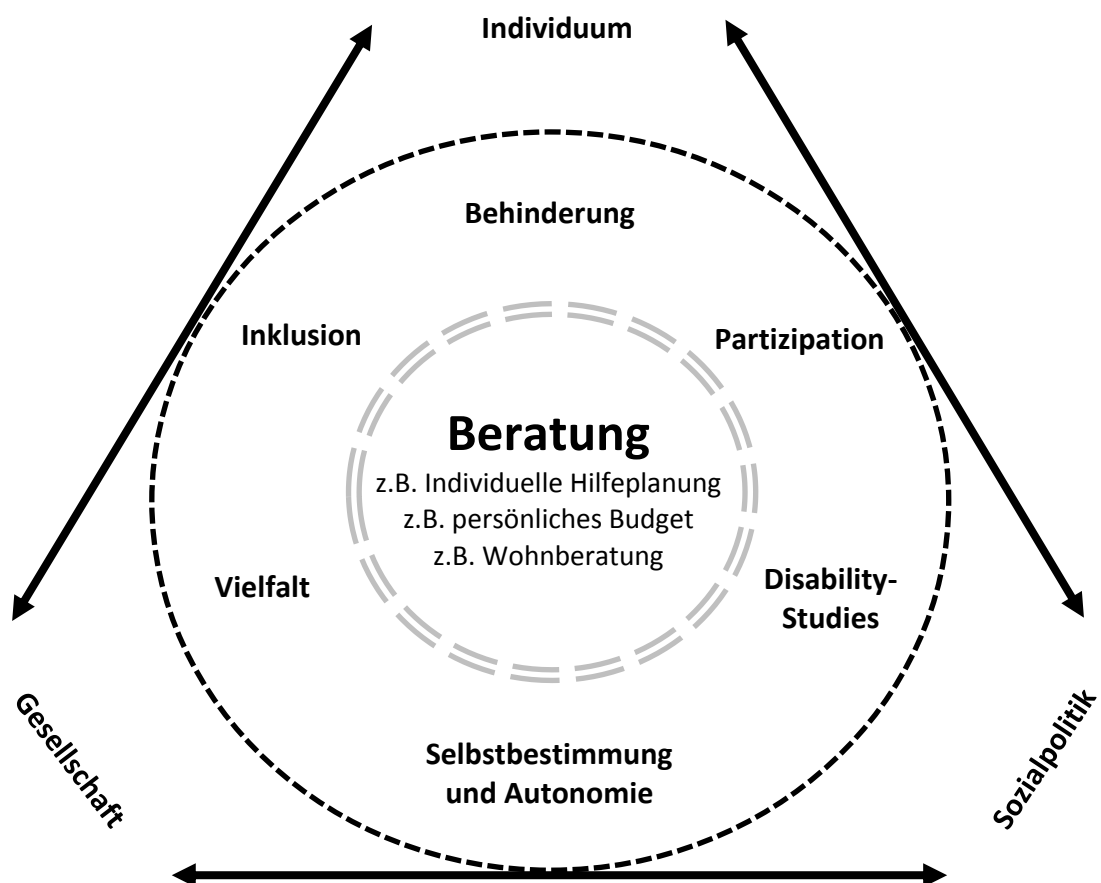 Individuum
Behinderung
Inklusion
Partizipation
Beratung
z.B. Individuelle Hilfeplanung
z.B. persönliches Budget
z.B. Wohnberatung
Vielfalt
Disability-
Studies
Gesellschaft
Sozialpolitik
Selbstbestimmung
und Autonomie